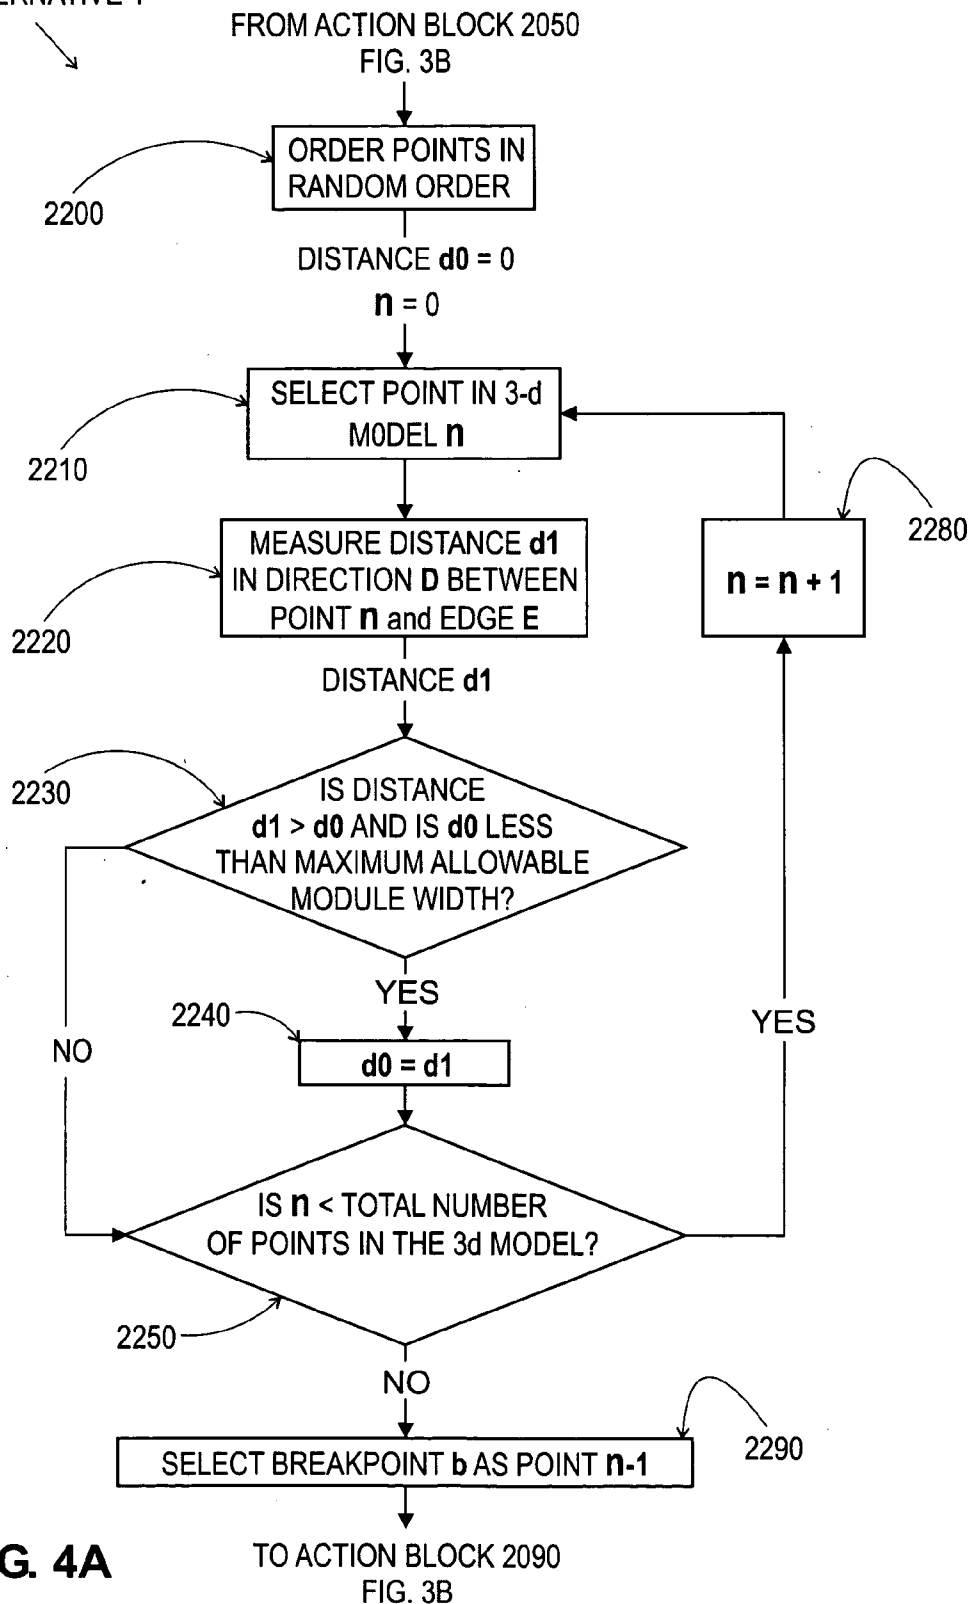 FROM ACTION BLOCK 2050
FIG. 3B
ORDER POINTS IN
RANDOM ORDER
2200
DISTANCE d0 = 0
n = 0
SELECT POINT IN 3-d
MODEL n
2210
2280
MEASURE DISTANCE d1
IN DIRECTION D BETWEEN
POINT n and EDGE E
n = n + 1
2220
DISTANCE d1
2230
IS DISTANCE
d1 > d0 AND IS d0 LESS
THAN MAXIMUM ALLOWABLE
MODULE WIDTH?
YES
2240
YES
NO
d0 = d1
IS n < TOTAL NUMBER
OF POINTS IN THE 3d MODEL?
2250
NO
2290
SELECT BREAKPOINT b AS POINT n-1
G. 4A
TO ACTION BLOCK 2090
FIG. 3B